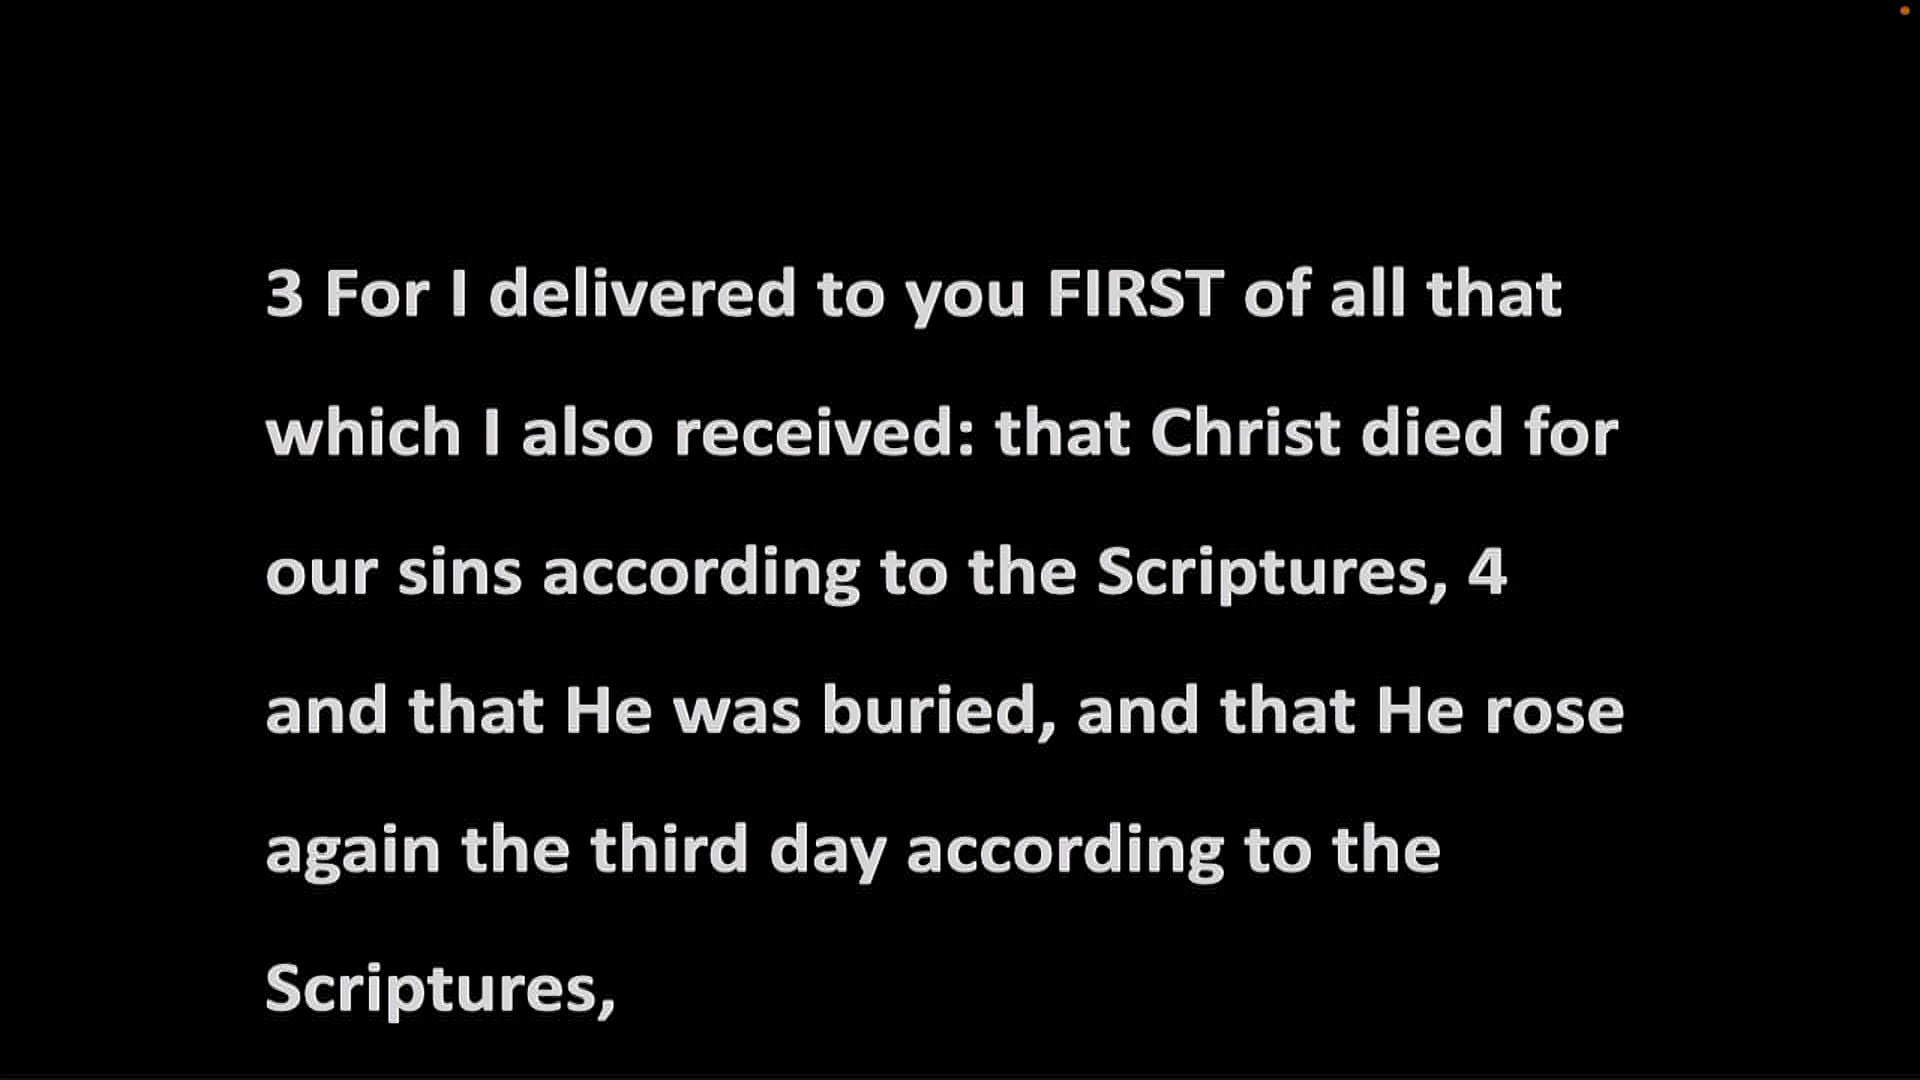 3 For I delivered to you FIRST of all that
which I also received: that Christ died for
our sins according to the Scriptures, 4
and that He was buried, and that He rose
again the third day according to the
Scriptures,